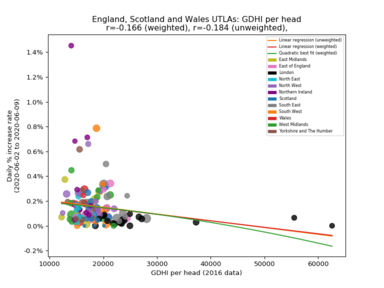 England, Scotland and Wales UTLAs: GDHI per head
r=-0.166 (weighted), r=-0.184 (unweighted),
Daily % increase rate
(2020-06-02 to 2020-06-09)
1.4%
1.2%
1.0%
0.8%
0.6%
0.4%
0.2%
0.0%
-0.2%
Linear regression (unweighted)
Linear regression (weighted)
Quadratic best fit (weighted)
East Midlands
East of England
London
North East
North West
Northern Ireland
Scotland
South East
South West
Wales
West Midlands
Yorkshire and The Humber
10000
20000
30000
40000
50000
60000
GDHI per head (2016 data)